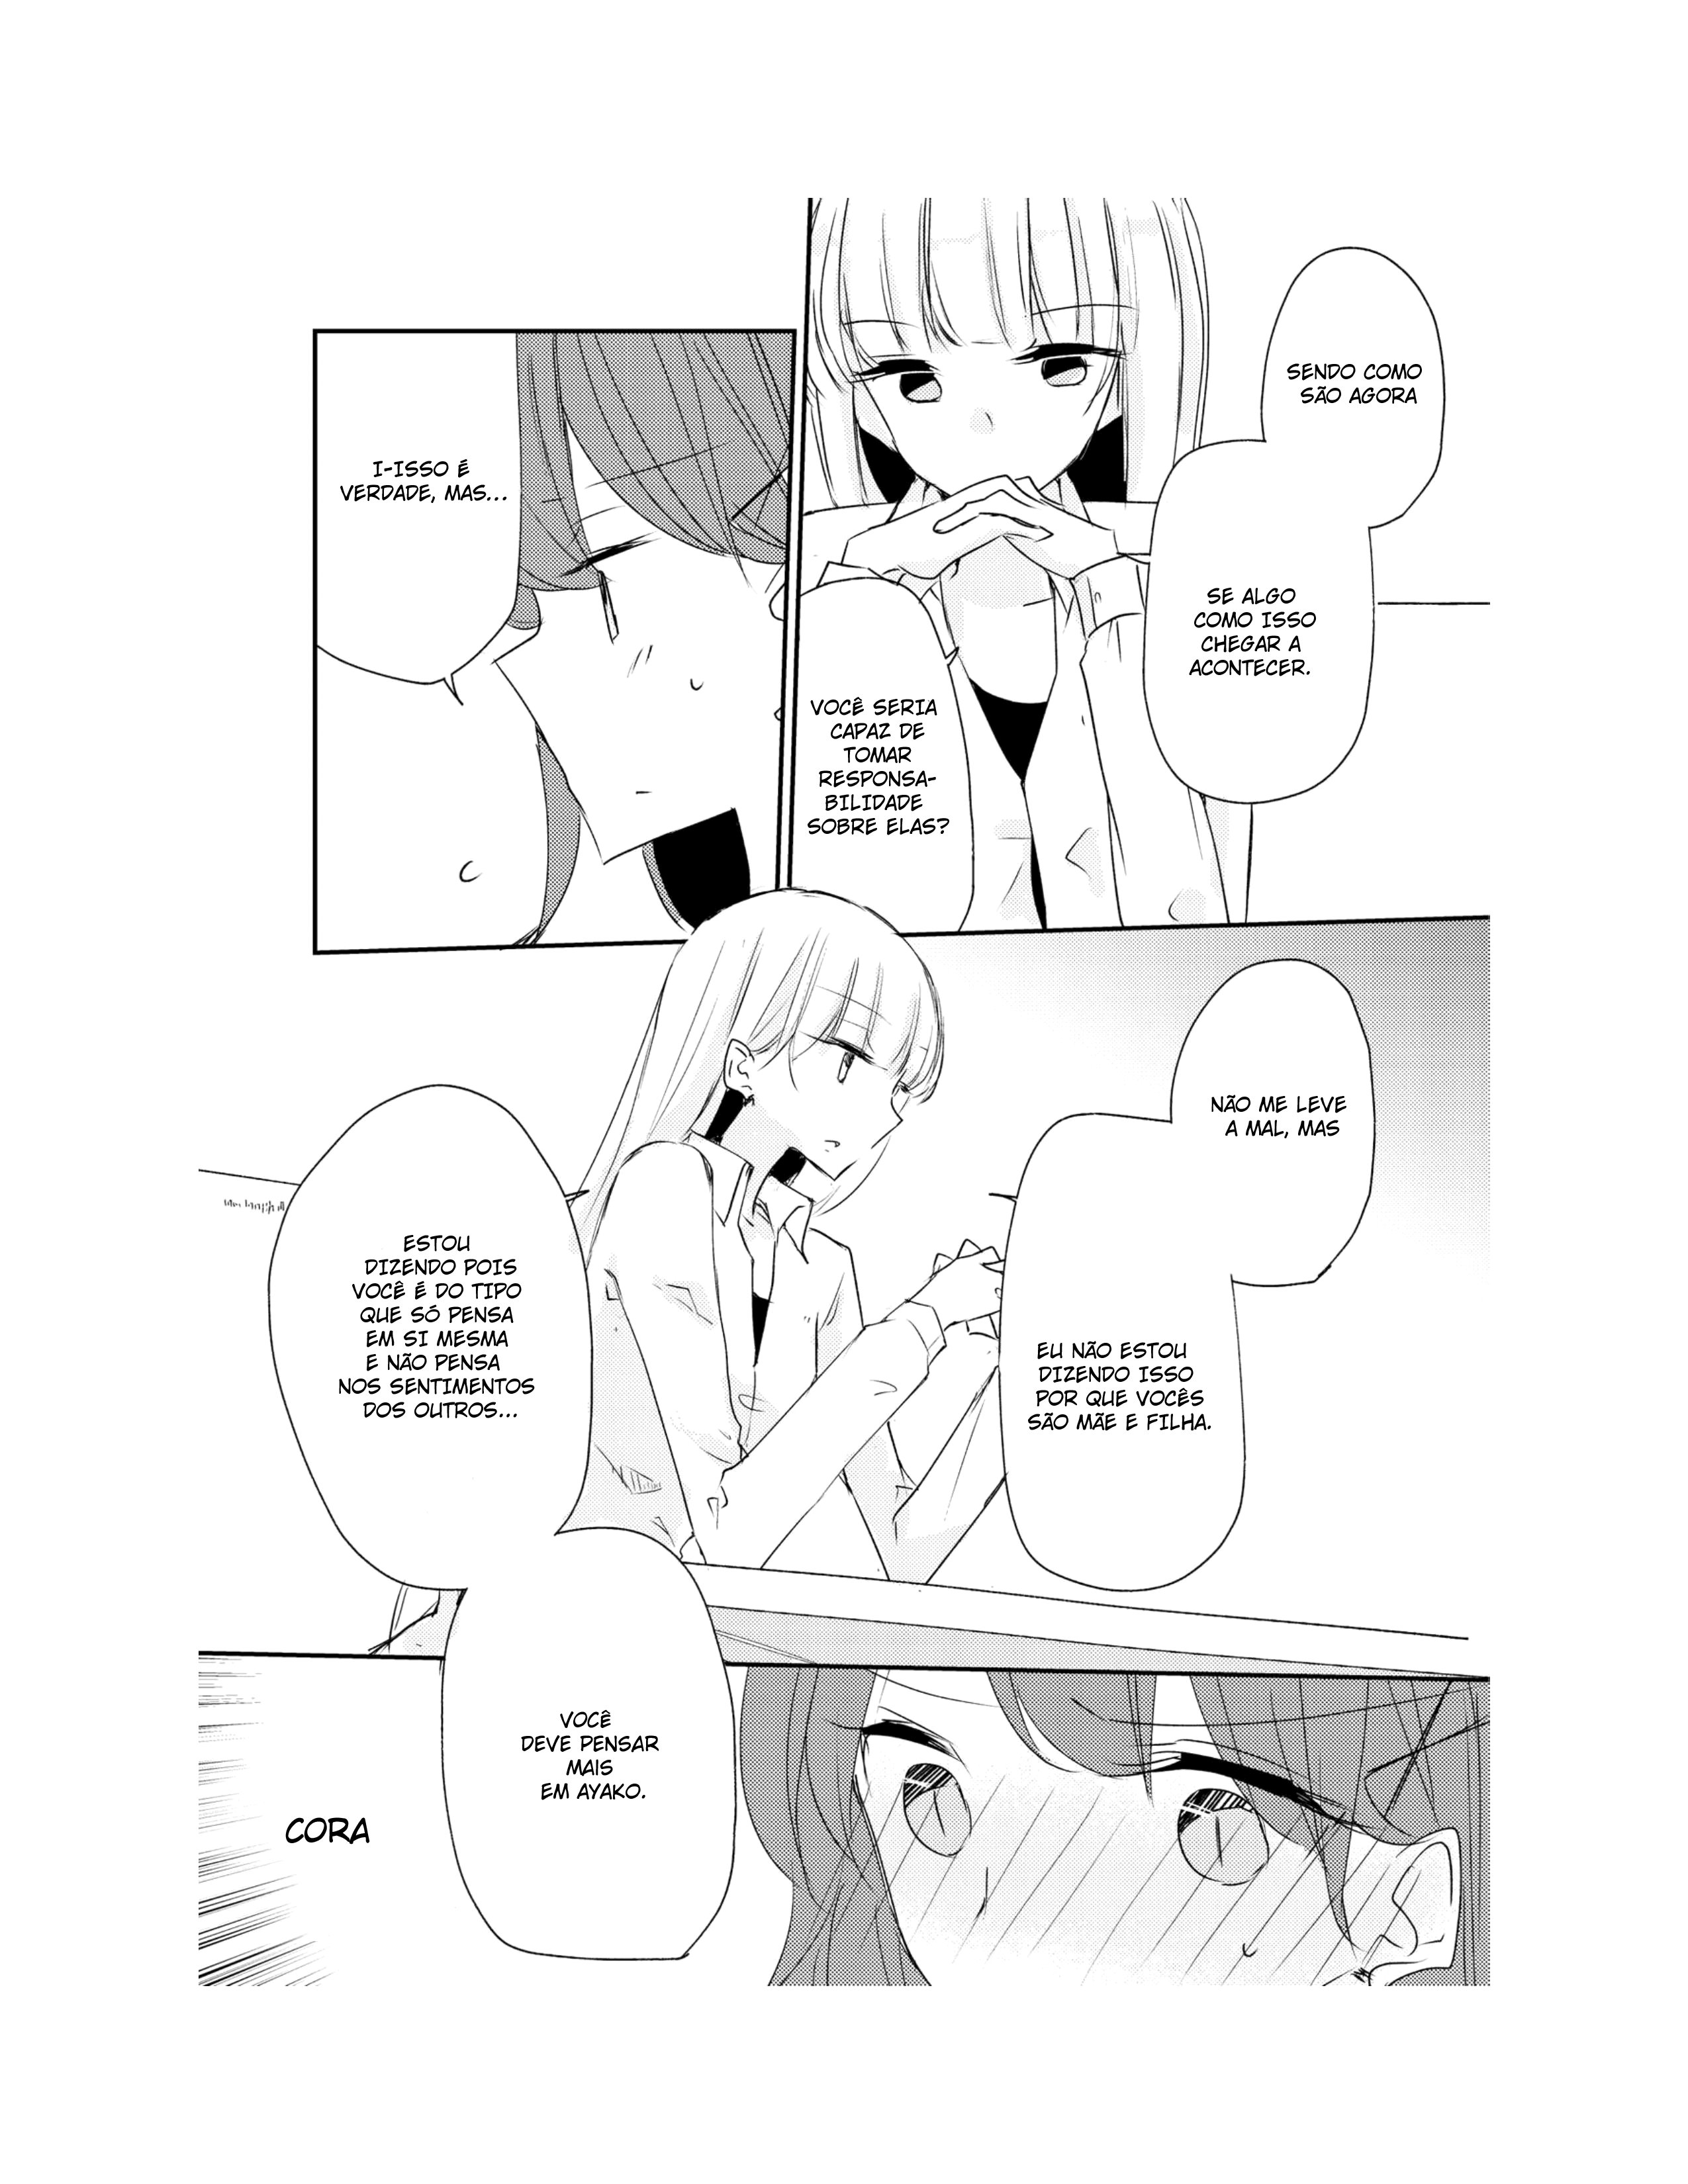 SENDO COMO
SÃO AGORA
SE ALGO
COMO ISSO
CHEGAR A
ACONTECER.
VOCÊ SERIA
CAPAZ DE
TOMAR
RESPONSA-
BILIDADE
SOBRE ELAS?
I-ISSO É
VERDADE, MAS...
NÃO ME LEVE
A MAL, MAS
EU NÃO ESTOU
DIZENDO ISSO
POR QUE VOCÊS
SÃO MÃE E FILHA.
ESTOU
DIZENDO POIS
VOCÊ É DO TIPO
QUE SÓ PENSA
EM SI MESMA
E NÃO PENSA
NOS SENTIMENTOS
DOS OUTROS...
VOCÊ
DEVE PENSAR
MAIS
EM AYAKO.
CORA